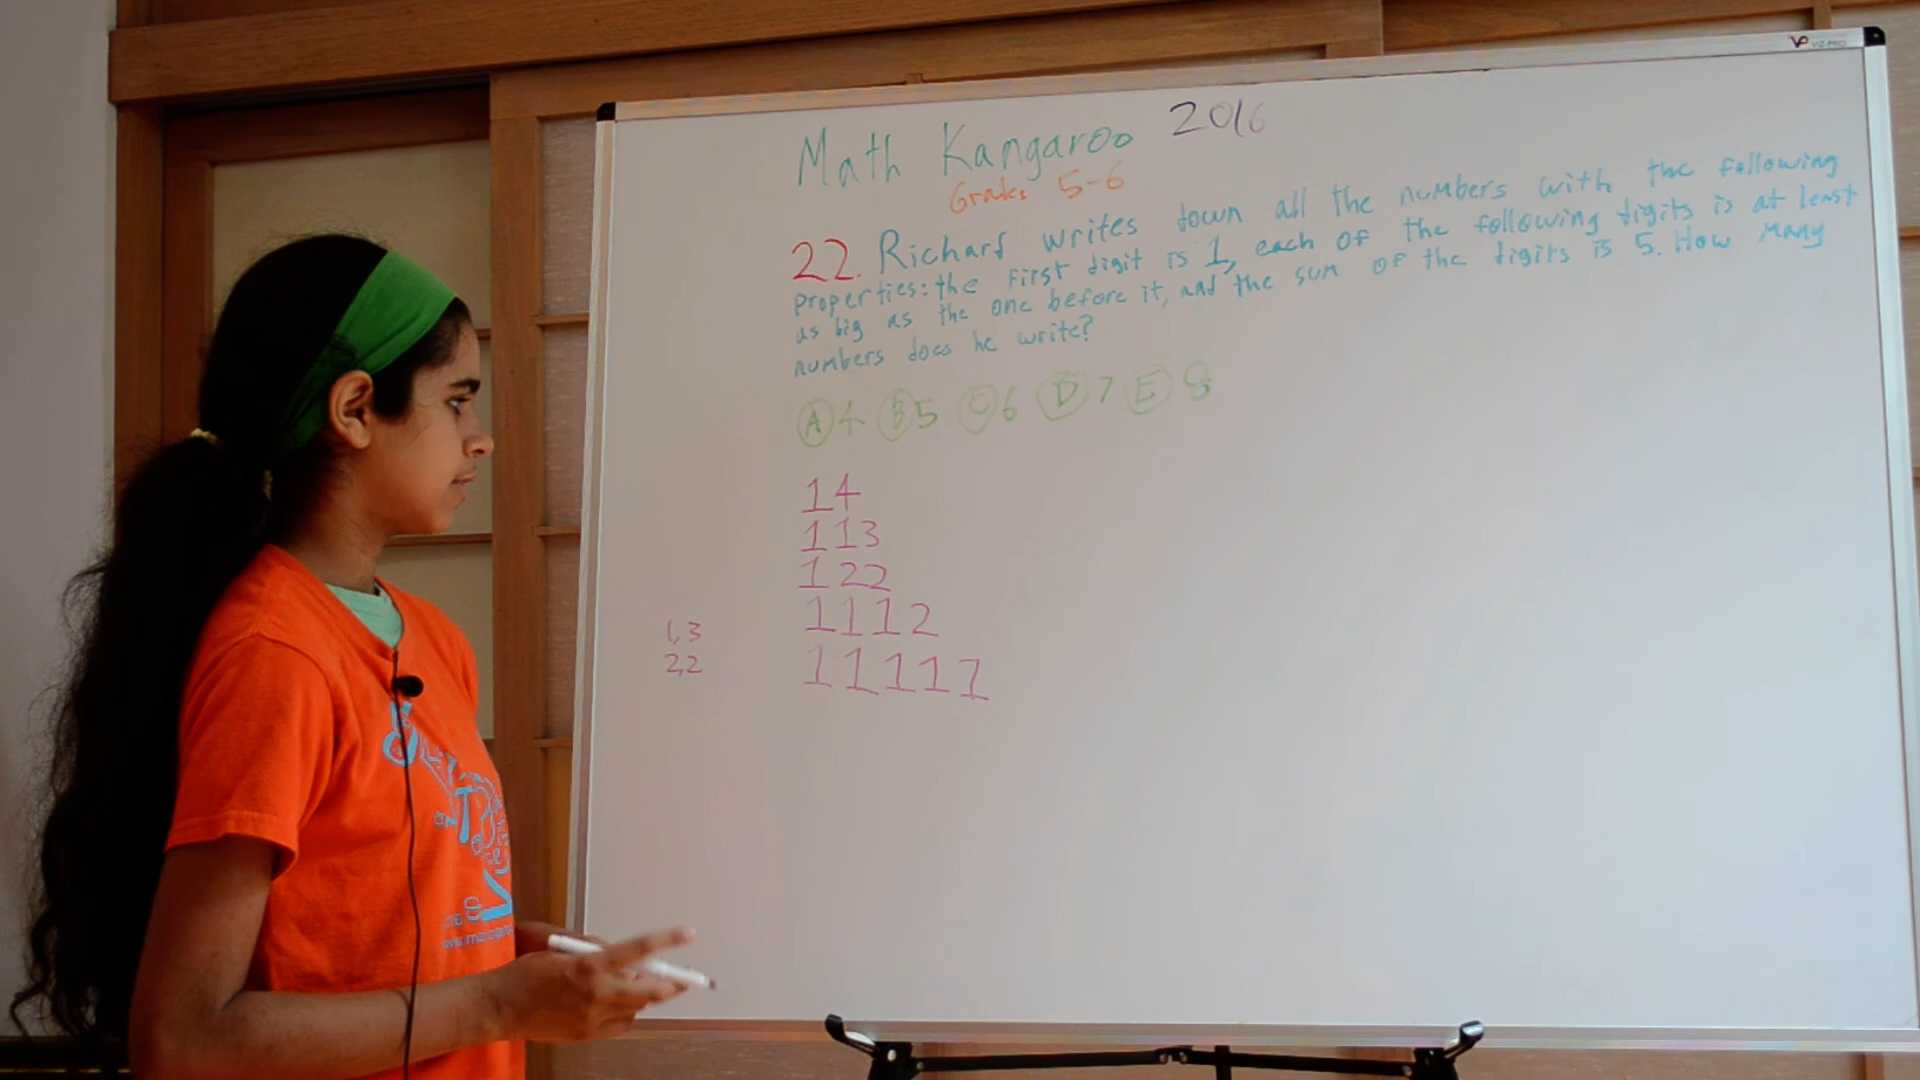 VIZ-PRO
Math Kangaroo 2016
Grades 5-6
22. Richard writes down all the numbers with the following
properties: the first digit is 1, each of the following digits is at least
as big as the one before it, and the sum of the digits is 5. How many
numbers does he write?
A 4 B 5 C 6 D 7 E 8
14
113
122
1112
11111
1,3
2,2